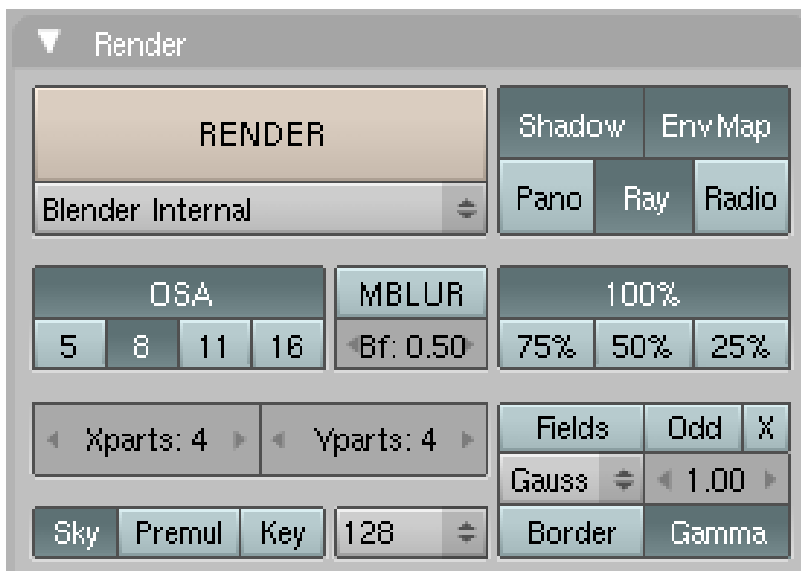 Render
RENDER
Shadow EnvMap
Blender Internal
Pano Ray Radio
OSA MBLUR 100%
5 8 11 16 Bf: 0.50 75% 50% 25%
Xparts: 4 Yparts: 4
Fields Odd X
Gauss 1.00
Sky Premul Key 128 Border Gamma